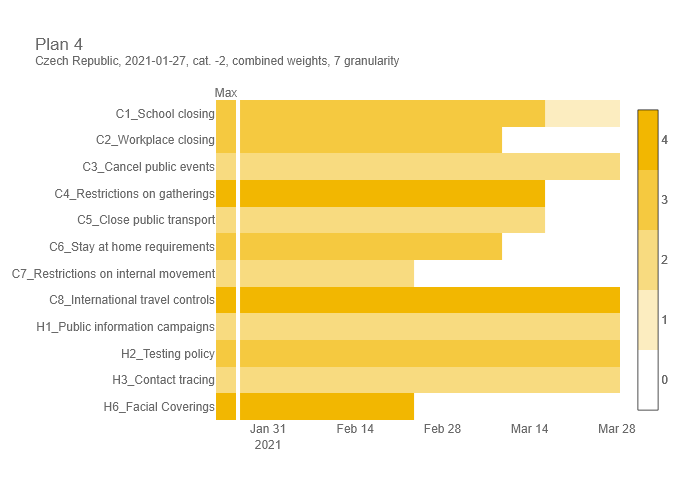 Plan 4
Czech Republic, 2021-01-27, cat. -2, combined weights, 7 granularity
Max
C1_School closing
C2_Workplace closing
C3_Cancel public events
C4_Restrictions on gatherings
C5_Close public transport
C6_Stay at home requirements
C7_Restrictions on internal movement
C8_International travel controls
H1_Public information campaigns
H2_Testing policy
H3_Contact tracing
H6_Facial Coverings
Jan 31 Feb 14 Feb 28 Mar 14 Mar 28
2021
4
3
2
1
0